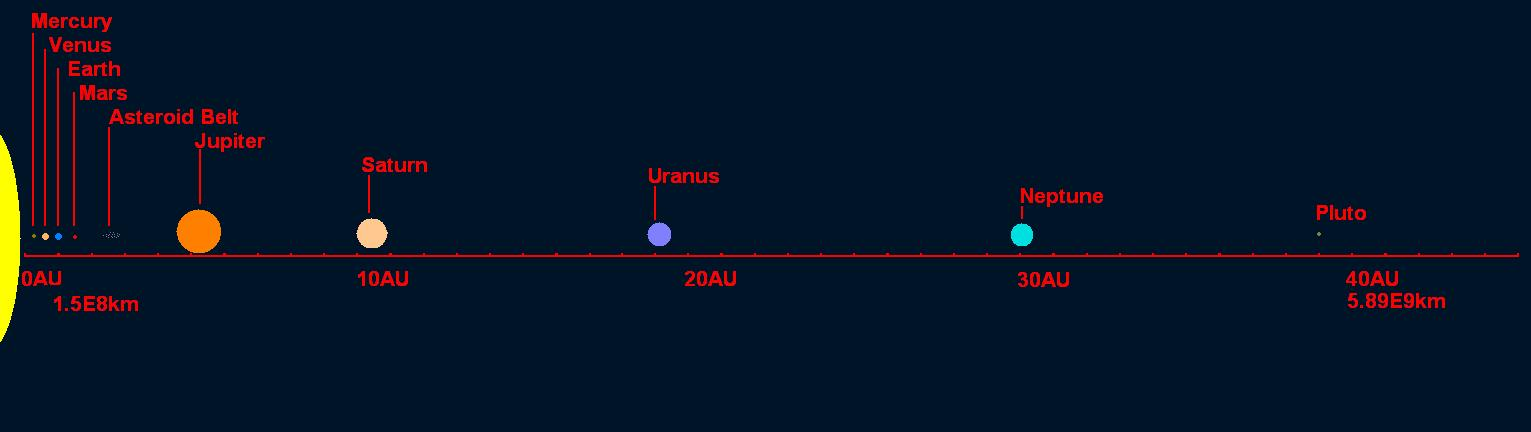 Mercury
Venus
Earth
Mars
Asteroid Belt
Jupiter
Saturn
Uranus
Neptune
Pluto
0AU 10AU 20AU 30AU 40AU
1.5E8km 5.89E9km